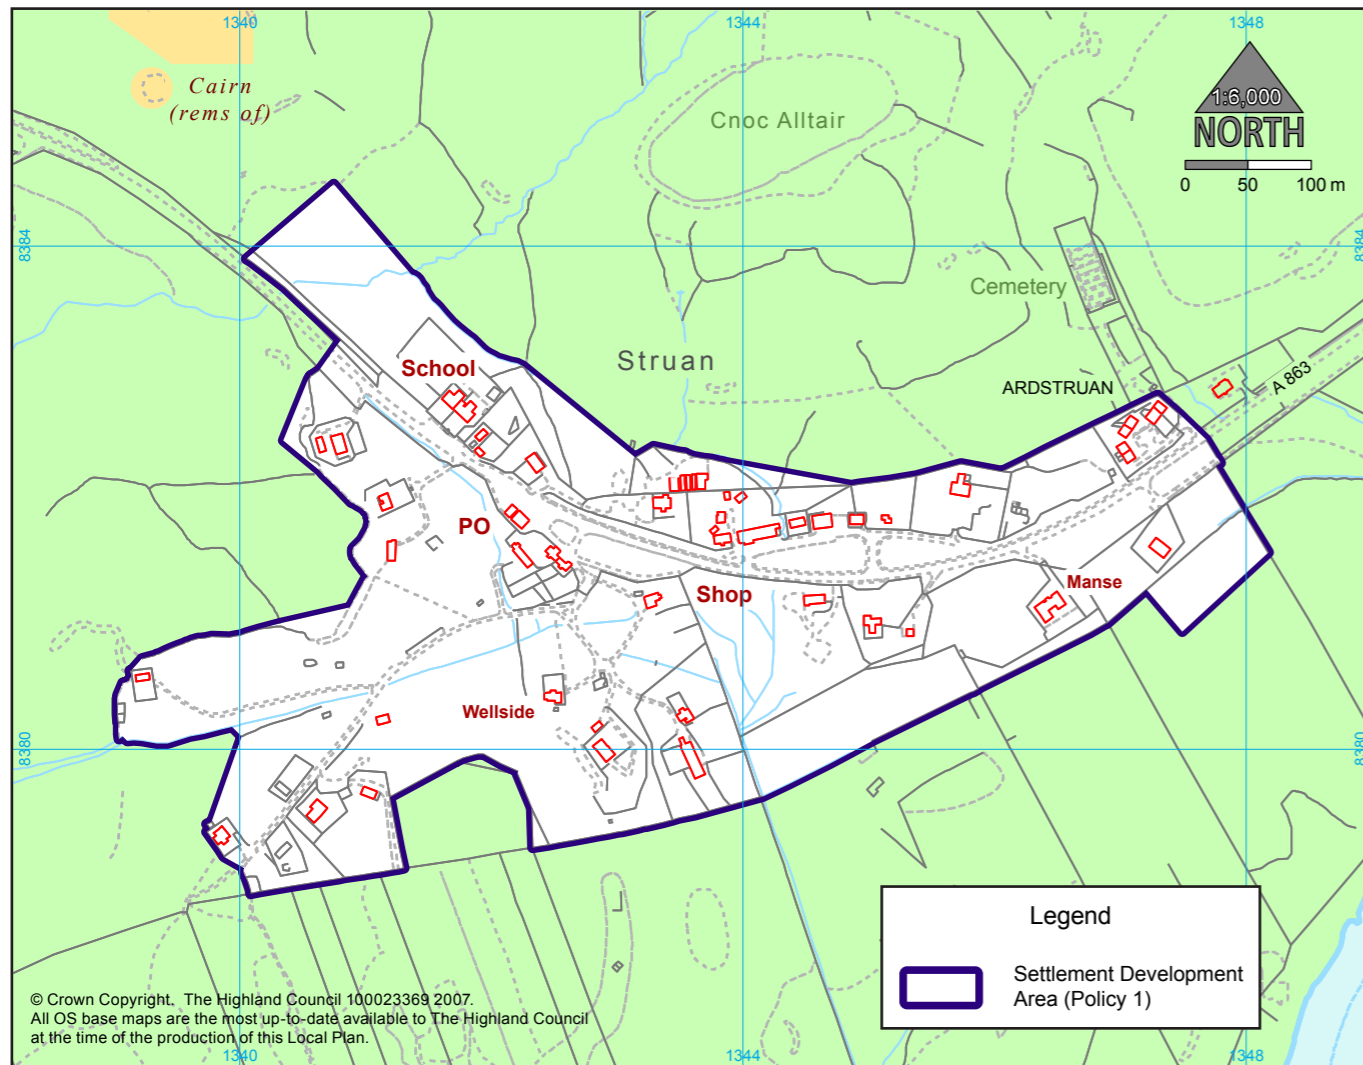 1340
1344
1348
Cairn
(rems of)
Cnoc Alltair
1:6,000
NORTH
0 50 100 m
8384
8384
Cemetery
Struan
School
ARDSTRUAN
A 863
PO
Shop
Manse
Wellside
8380
8380
Legend
Settlement Development
Area (Policy 1)
© Crown Copyright. The Highland Council 100023369 2007.
All OS base maps are the most up-to-date available to The Highland Council
at the time of the production of this Local Plan.
1340
1344
1348